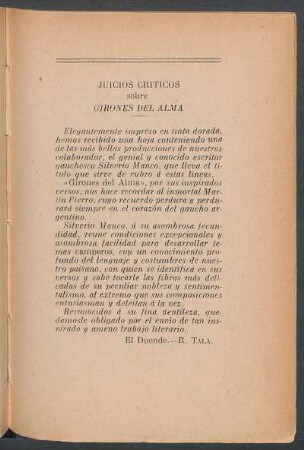 JUICIOS CRITICOS
sobre
GIRONES DEL ALMA
Elegantemente impresa en tinta dorada,
hemos recibido una hoja conteniendo una
de las más bellas producciones de nuestros
colaborador, el genial y conocido escritor
gauchesco Silverio Manco, que lleva el tí-
tulo que sirve de rubro á estas líneas.
«Girones del Alma», por sus inspirados
versos, nos hace recordar al inmortal Mar-
tín Fierro, cuyo recuerdo perdura y perdu-
rará siempre en el corazón del gaucho ar-
gentino.
Silverio Manco, á su asombrosa fecun-
didad, reune condiciones excepcionales y
asombrosa facilidad para desarrollar te-
mas camperos, con un conocimiento pro-
fundo del lenguaje y costumbres de nues-
tro paisano, con quien se identifica en sus
versos y sabe tocarle las fibras más deli-
cadas de su peculiar nobleza y sentimen-
talismo, al extremo que sus composiciones
entusiasman y deleitan á la vez.
Reconocidos á su fina gentileza, que-
damosle obligado por el envio de tan ins-
pirado y ameno trabajo literario.
El Duende.—R. TALA.